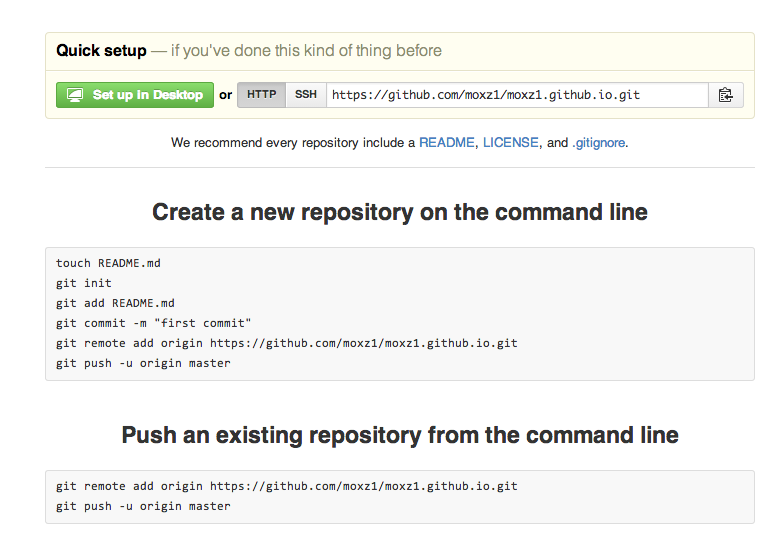 Quick setup — if you've done this kind of thing before
Set up in Desktop or HTTP SSH https://github.com/moxz1/moxz1.github.io.git
We recommend every repository include a README, LICENSE, and .gitignore.
Create a new repository on the command line
touch README.md
git init
git add README.md
git commit -m "first commit"
git remote add origin https://github.com/moxz1/moxz1.github.io.git
git push -u origin master
Push an existing repository from the command line
git remote add origin https://github.com/moxz1/moxz1.github.io.git
git push -u origin master